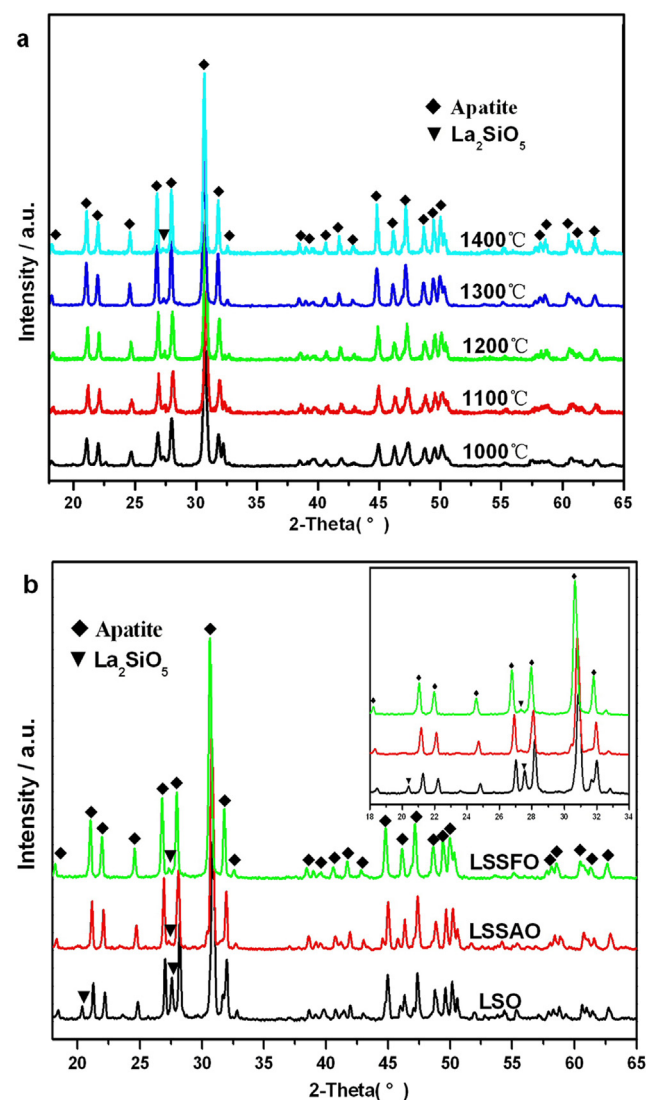 a
◆ Apatite
▼ La₂SiO₅
Intensity / a.u.
1400℃
1300℃
1200℃
1100℃
1000℃
20 25 30 35 40 45 50 55 60 65
2-Theta( ° )
b
◆ Apatite
▼ La₂SiO₅
Intensity / a.u.
18 20 22 24 26 28 30 32 34
LSSFO
LSSAO
LSO
20 25 30 35 40 45 50 55 60 65
2-Theta( ° )